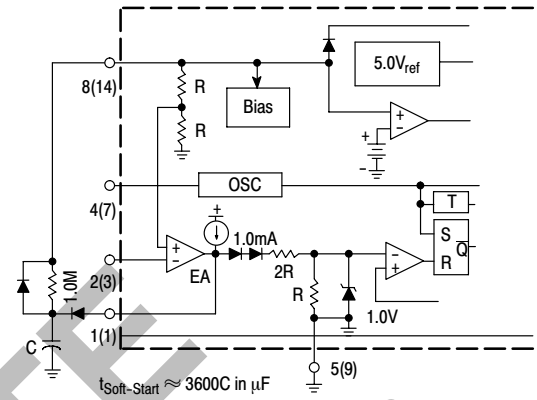 5.0Vref
8(14)
R
Bias
+
−
+
−
R
4(7)
OSC
T
+
1.0mA
S
Q
R
+
−
EA
2R
−
+
2(3)
1.0M
R
1.0V
1(1)
C
5(9)
tSoft-Start ≈ 3600C in µF